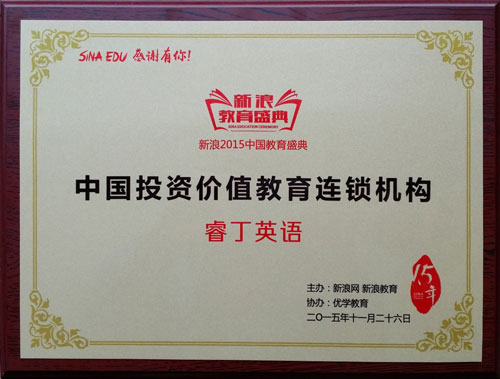 SINA EDU 感谢有你!
新浪
教育盛典
SINA EDUCATION CEREMONY
新浪2015中国教育盛典
中国投资价值教育连锁机构
睿丁英语
15年
主办：新浪网 新浪教育
协办：优学教育
二〇一五年十一月二十六日